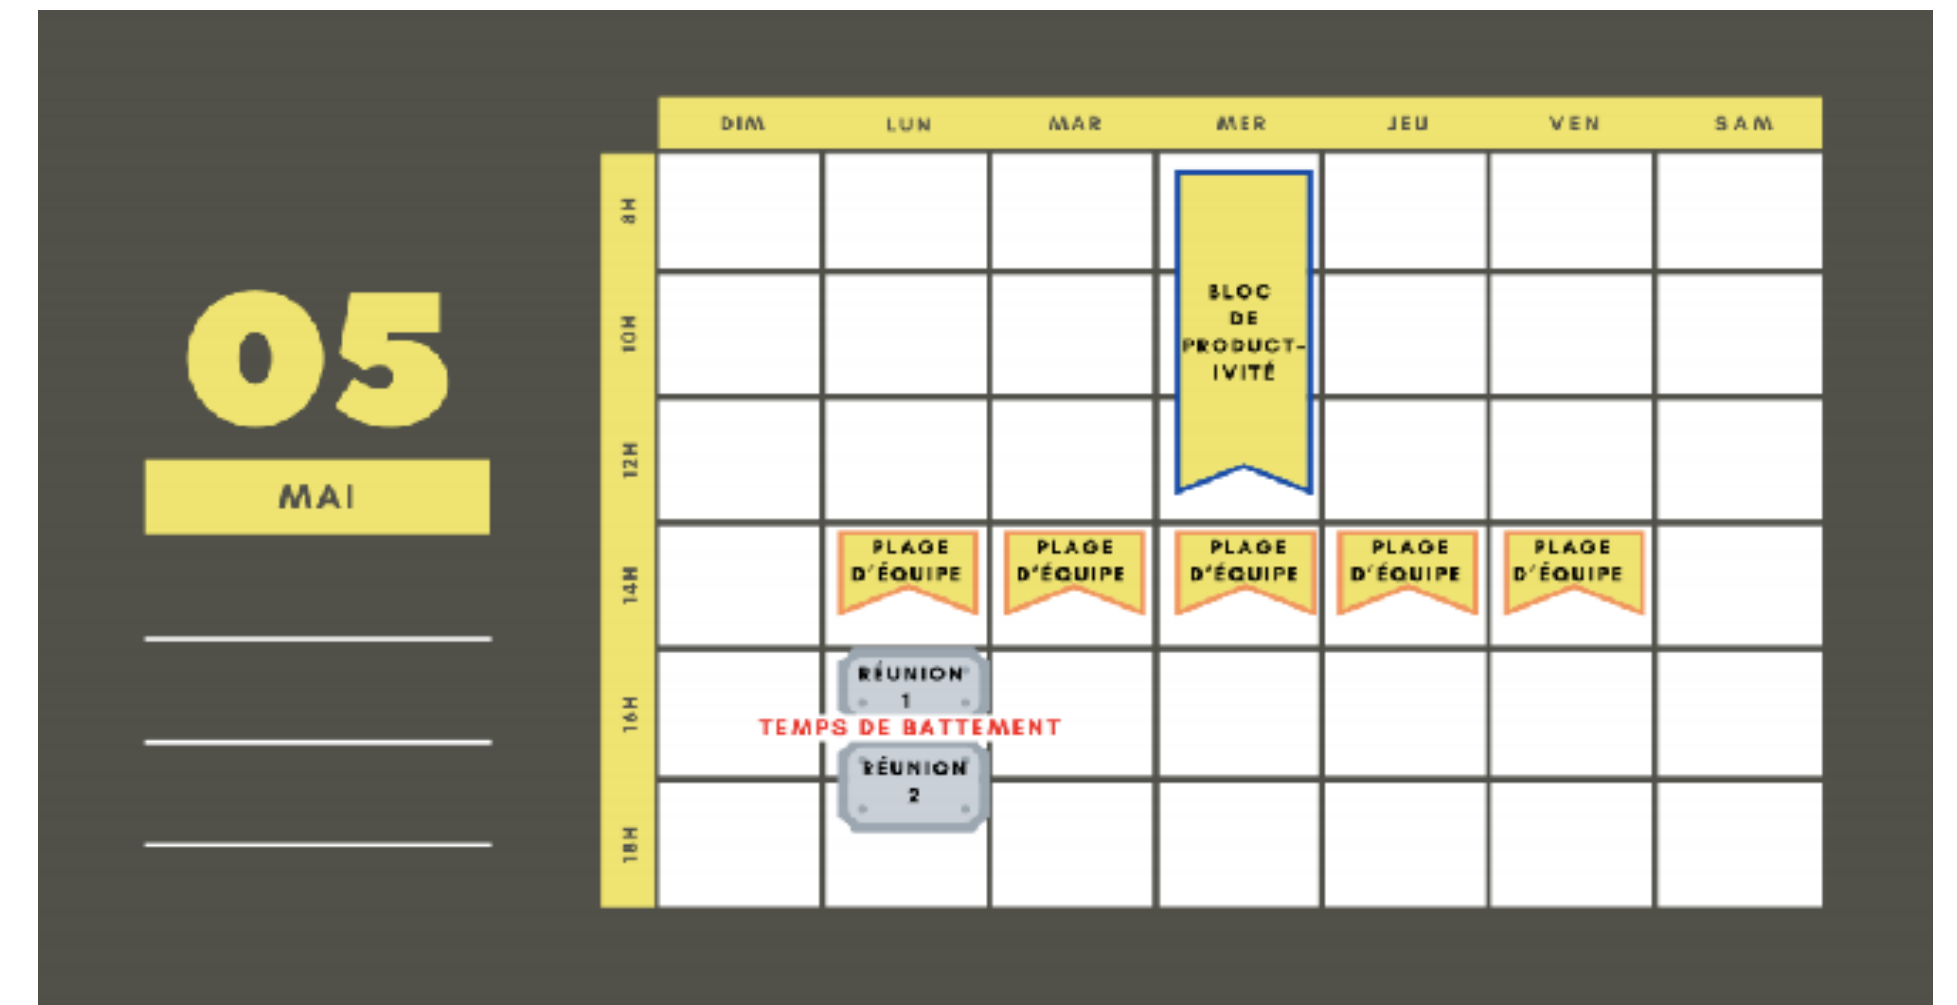 DIM LUN MAR MER JEU VEN SAM
8H
10H
12H
14H
16H
18H
05
MAI
BLOC
DE
PRODUCT-
IVITÉ
PLAGE
D'ÉQUIPE
PLAGE
D'ÉQUIPE
PLAGE
D'ÉQUIPE
PLAGE
D'ÉQUIPE
PLAGE
D'ÉQUIPE
RÉUNION
1
TEMPS DE BATTEMENT
RÉUNION
2